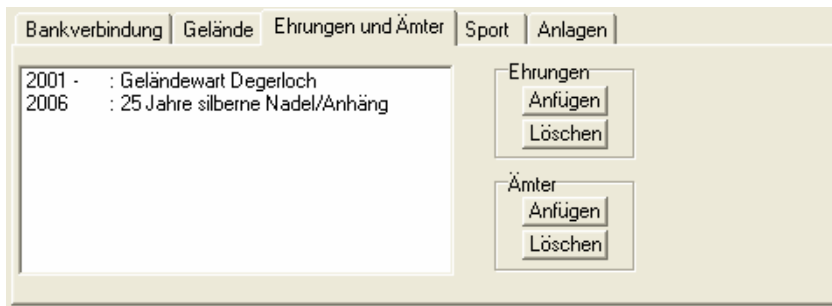 Bankverbindung Gelände Ehrungen und Ämter Sport Anlagen
2001 - : Geländewart Degerloch
2006 : 25 Jahre silberne Nadel/Anhäng
Ehrungen
Anfügen
Löschen
Ämter
Anfügen
Löschen